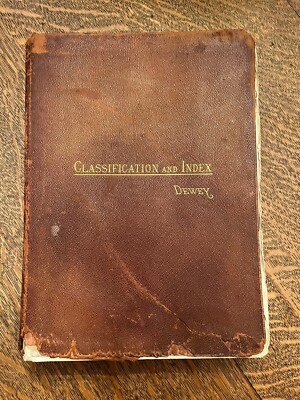 CLASSIFICATION AND INDEX
DEWEY